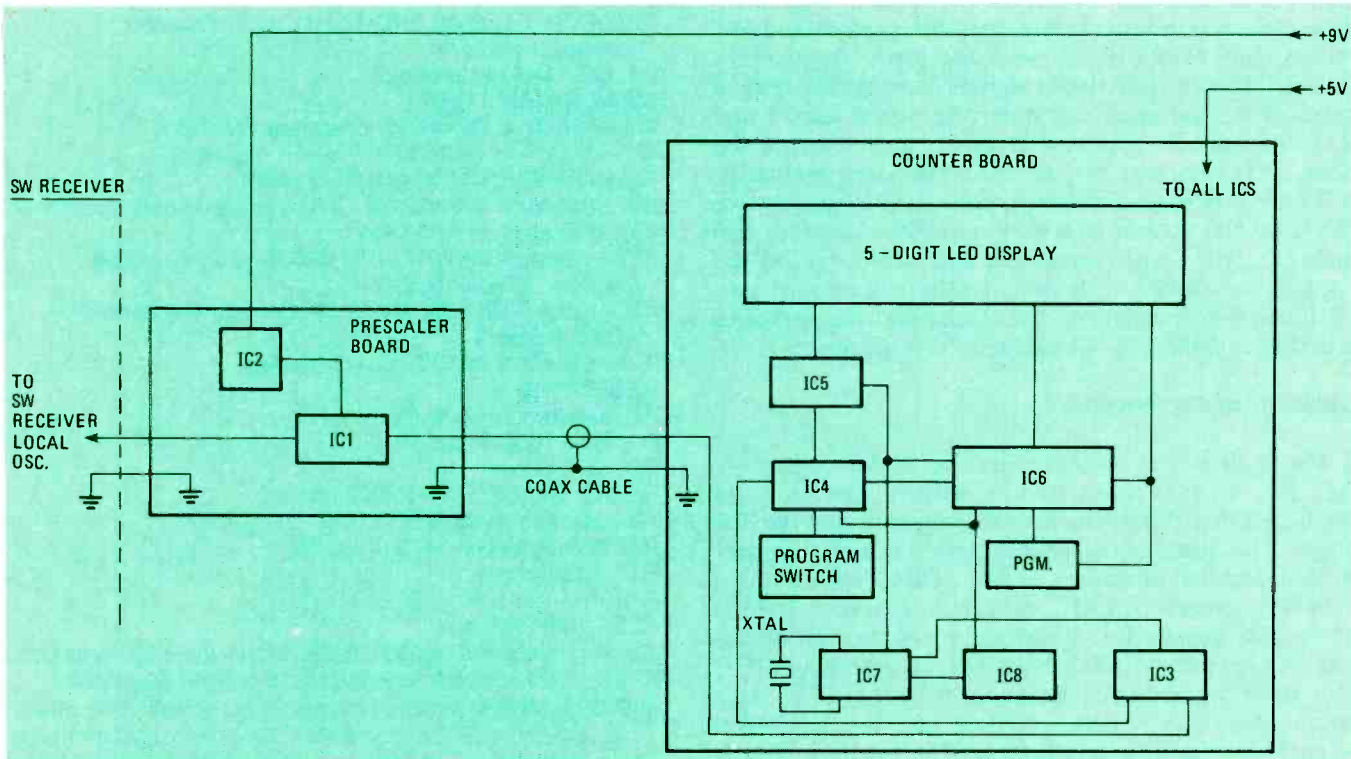 +9V
+5V
COUNTER BOARD
TO ALL ICS
SW RECEIVER
5-DIGIT LED DISPLAY
PRESCALER
BOARD
IC2
TO
SW
RECEIVER
LOCAL
OSC.
IC1
COAX CABLE
IC5
IC4
IC6
PROGRAM
SWITCH
PGM.
XTAL
IC7
IC8
IC3